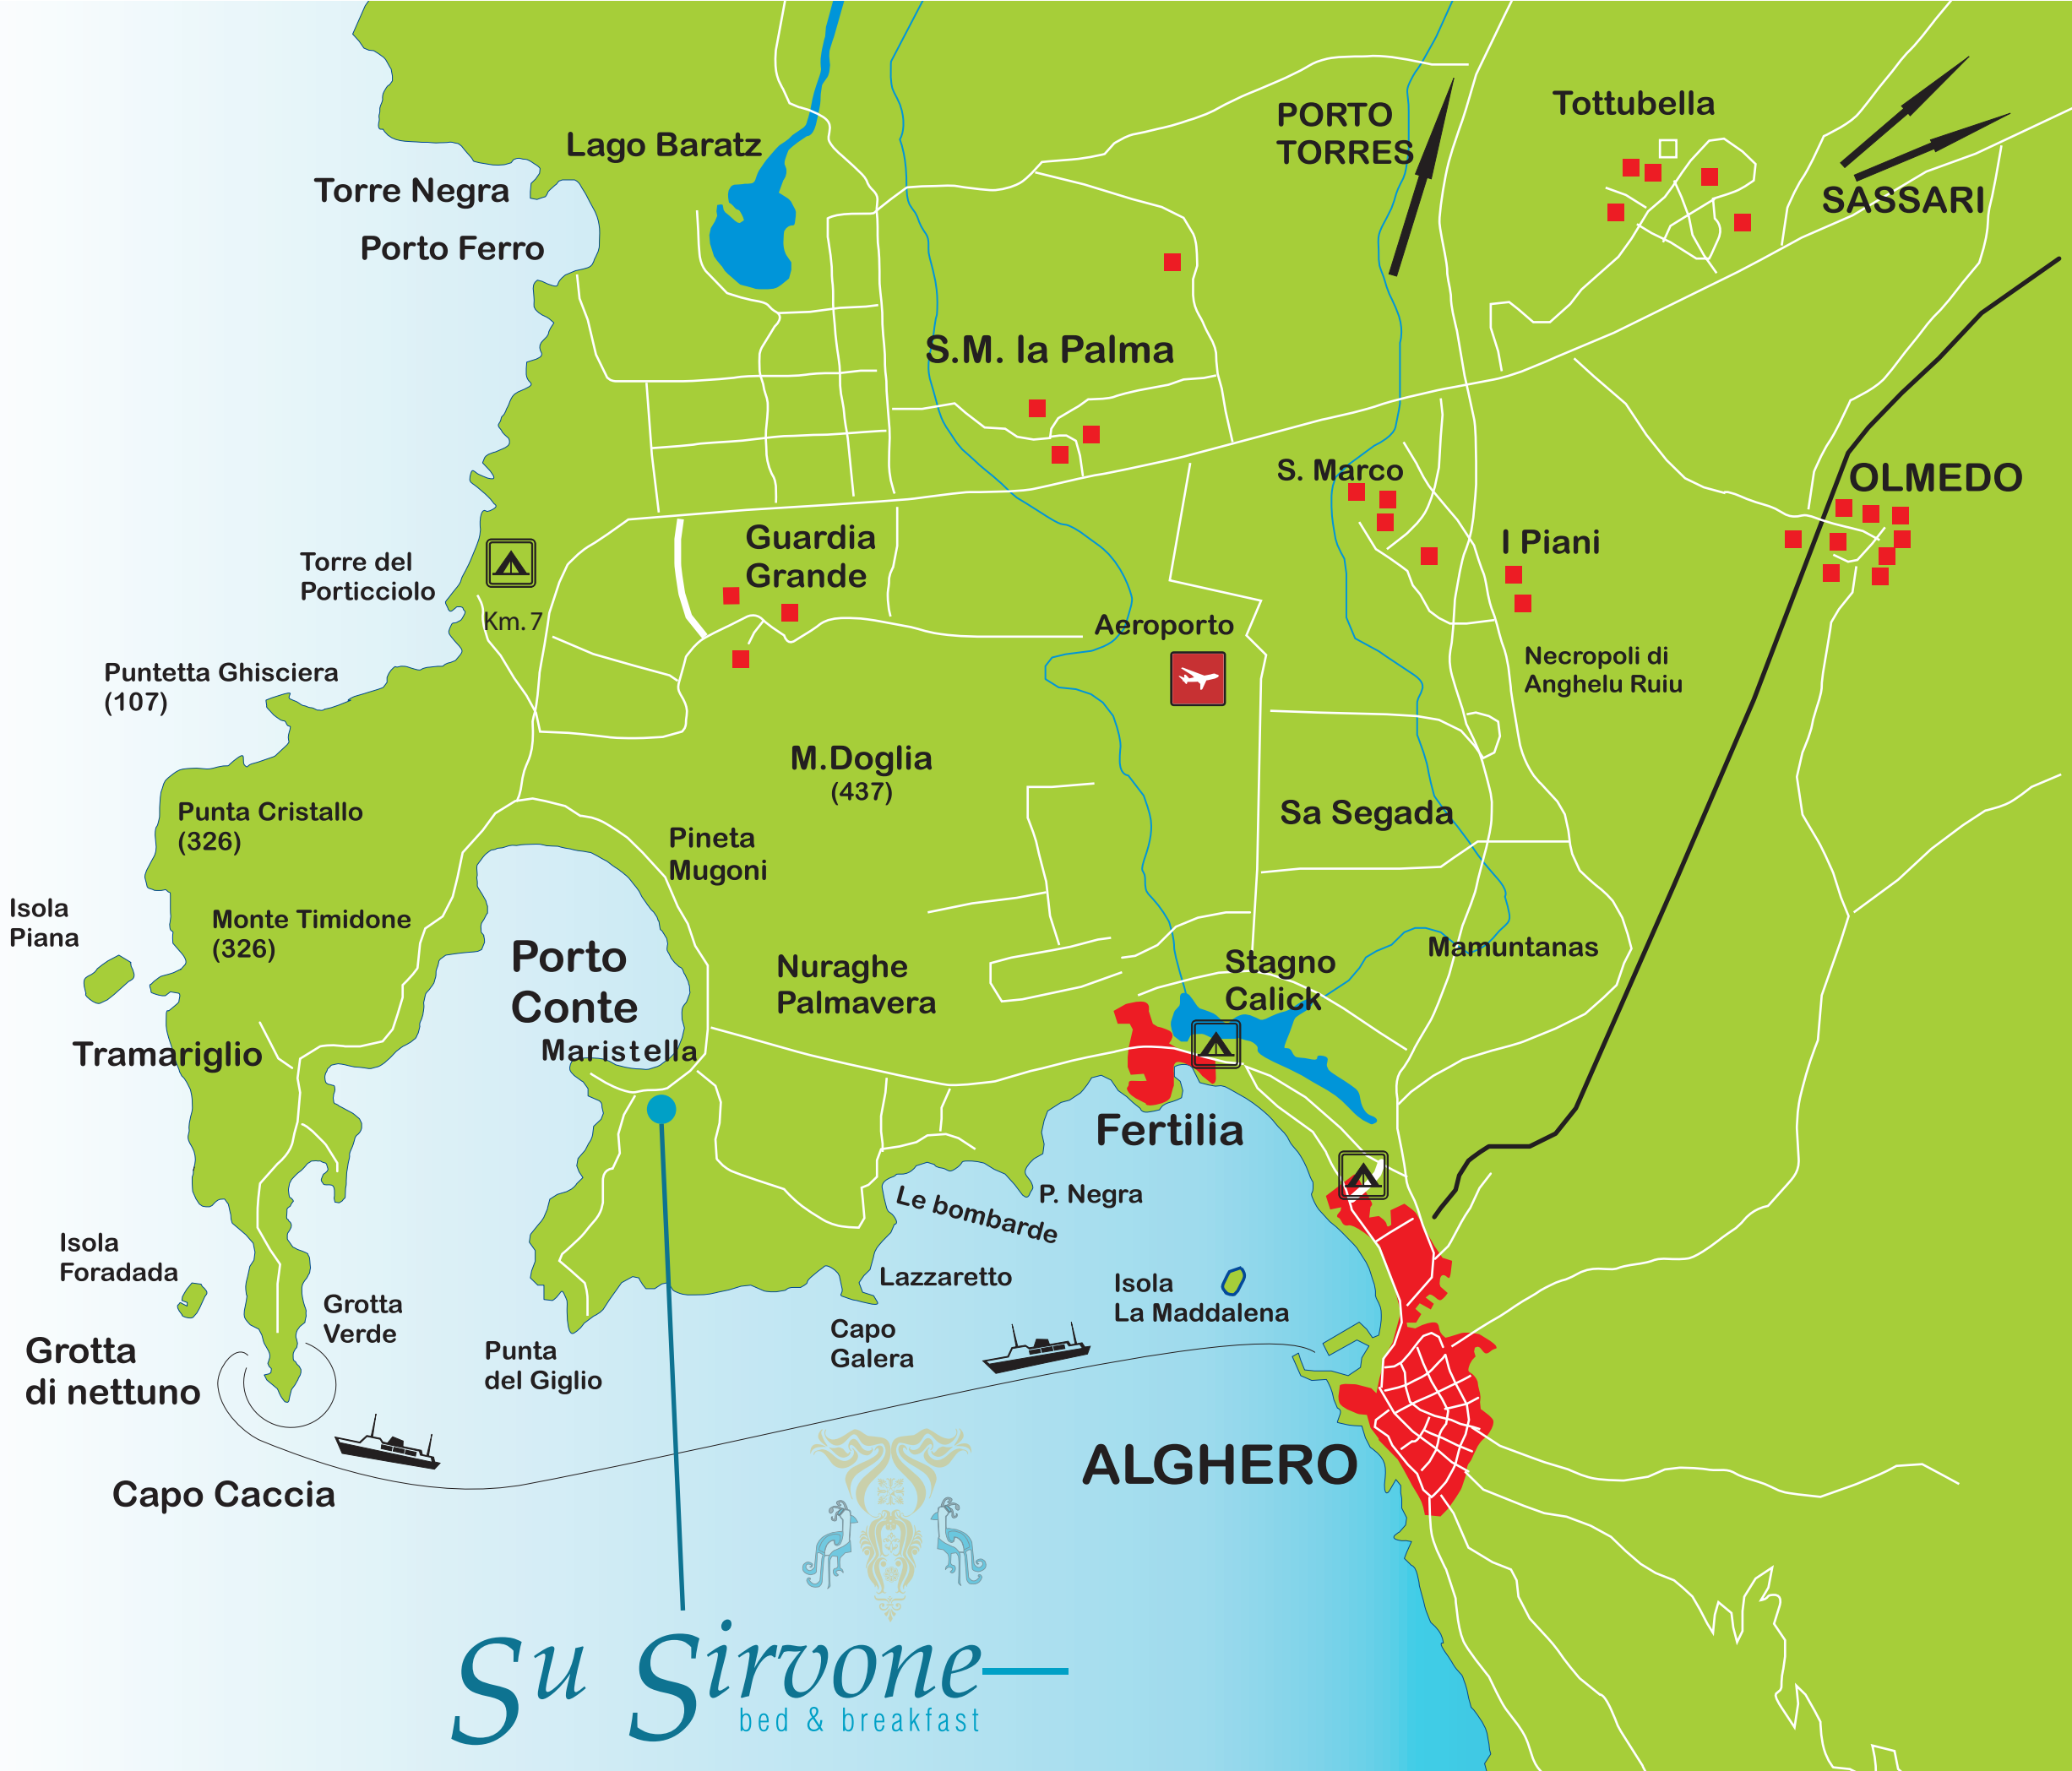 Tottubella
PORTO
TORRES
Lago Baratz
Torre Negra
SASSARI
Porto Ferro
S.M. la Palma
S. Marco
OLMEDO
Guardia
Grande
I Piani
Torre del
Porticciolo
Km.7
Aeroporto
Necropoli di
Anghelu Ruiu
Puntetta Ghisciera
(107)
M.Doglia
(437)
Punta Cristallo
(326)
Sa Segada
Pineta
Mugoni
Isola
Piana
Monte Timidone
(326)
Porto
Conte
Nuraghe
Palmavera
Stagno
Calick
Mamuntanas
Tramariglio
Maristella
Fertilia
P. Negra
Le bombarde
Isola
Foradada
Lazzaretto
Isola
La Maddalena
Grotta
Verde
Capo
Galera
Grotta
di nettuno
Punta
del Giglio
ALGHERO
Capo Caccia
Su Sirvone
bed & breakfast